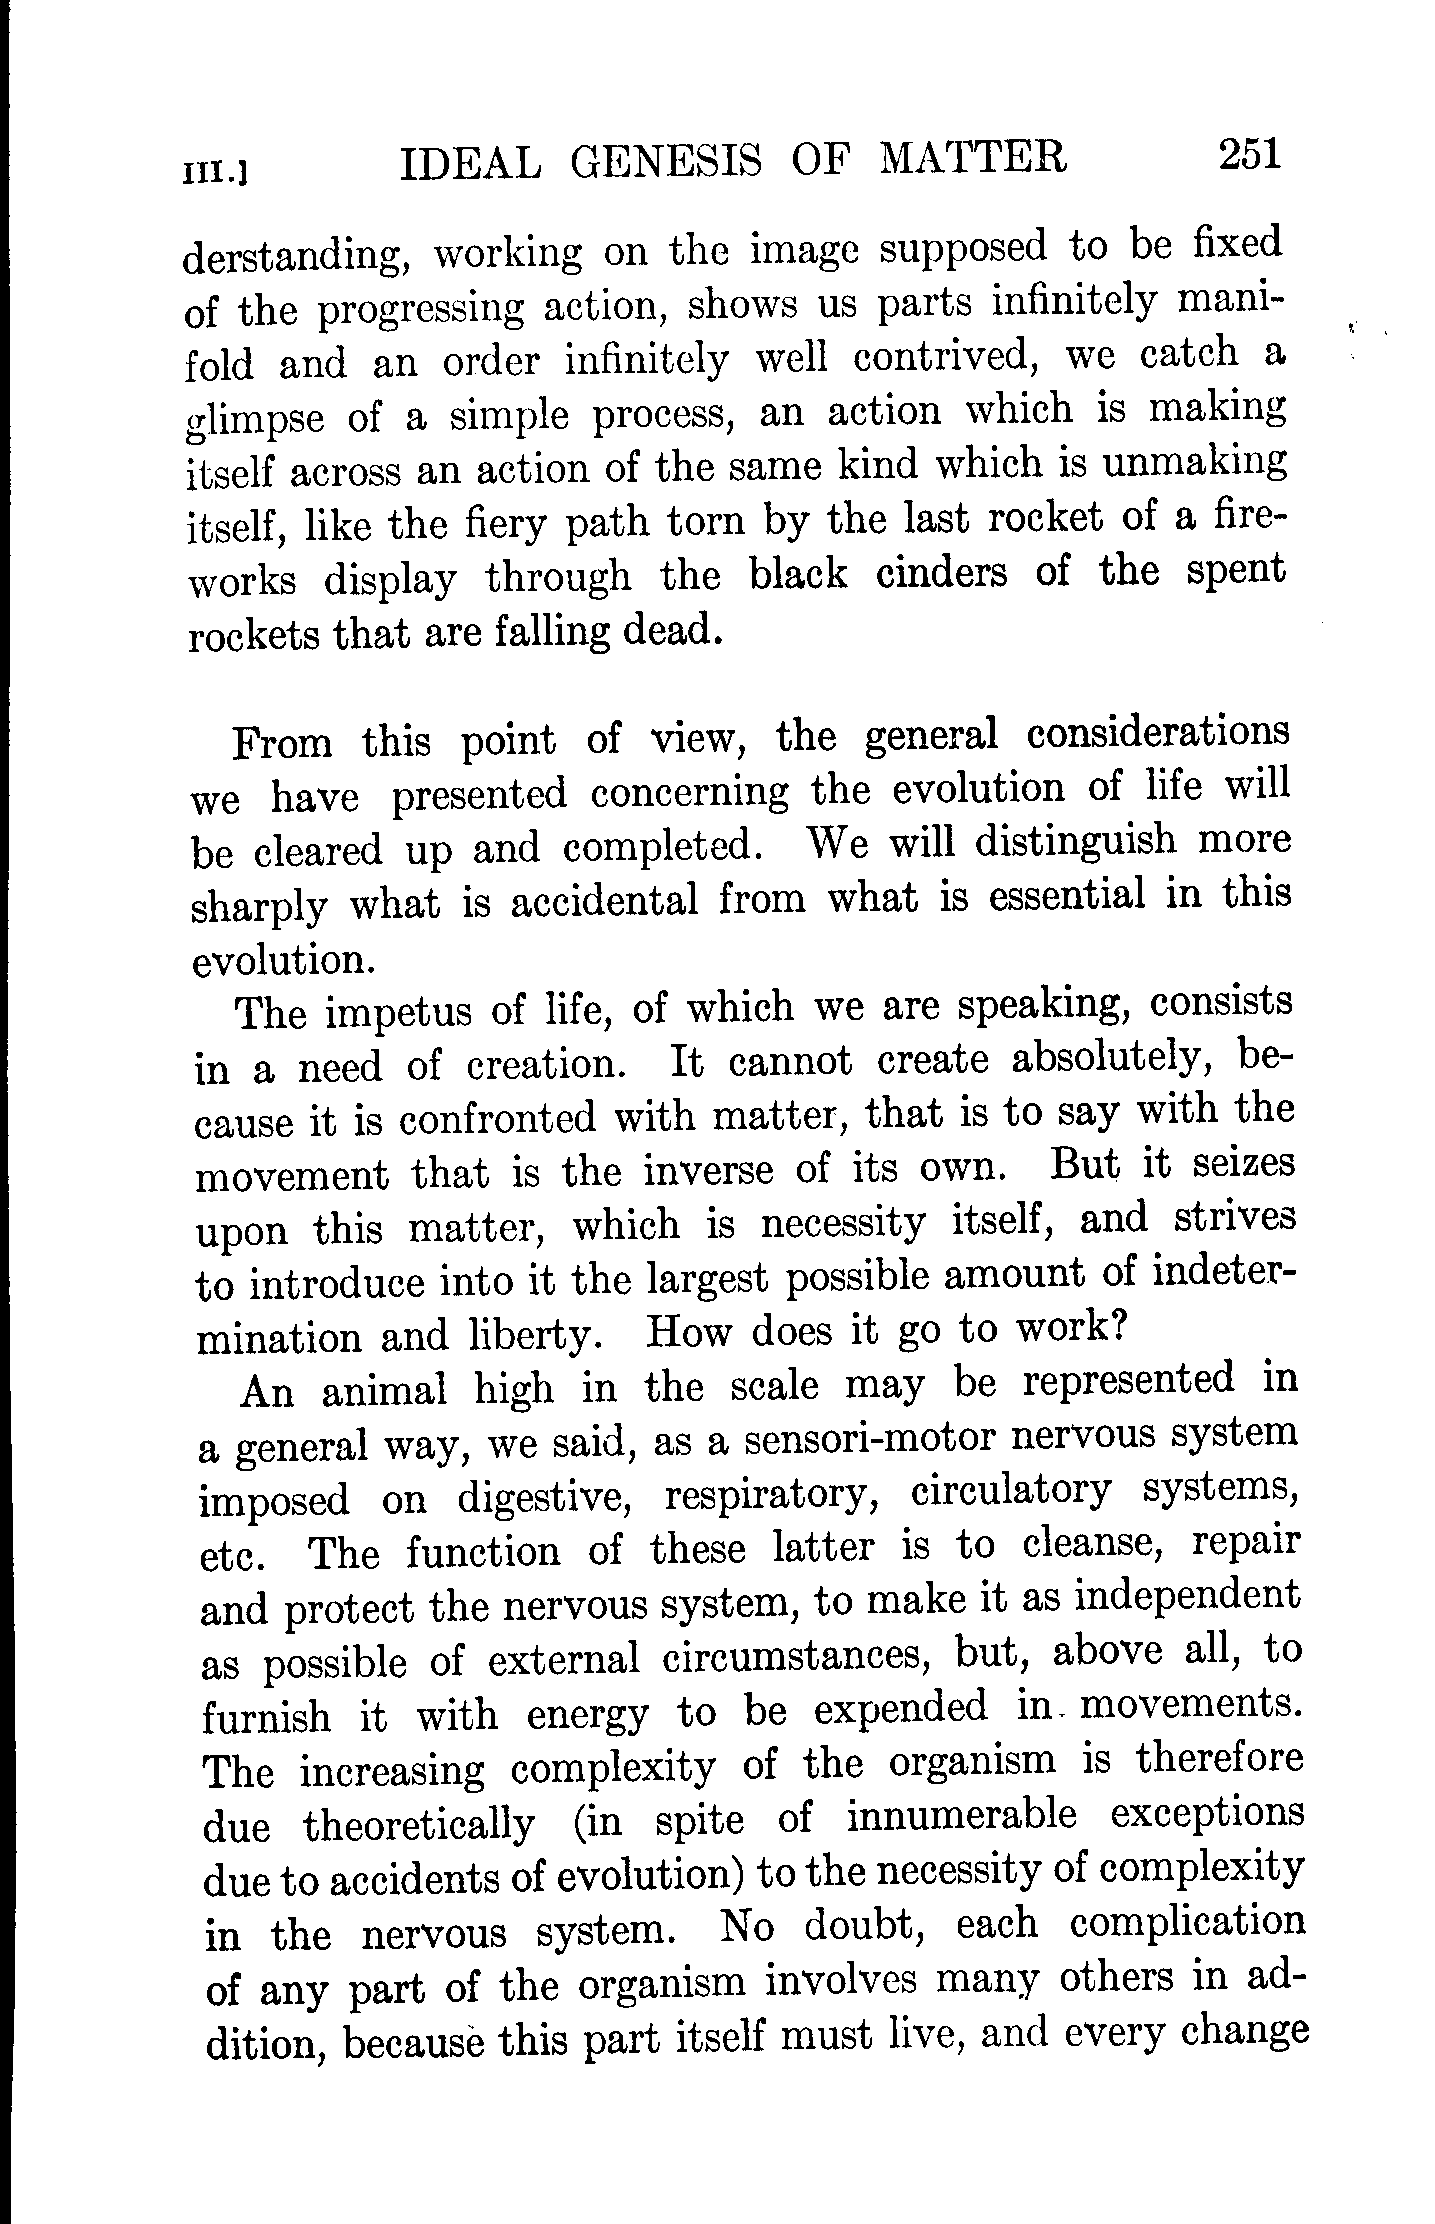 III.] IDEAL GENESIS OF MATTER 251
derstanding, working on the image supposed to be fixed
of the progressing action, shows us parts infinitely mani-
fold and an order infinitely well contrived, we catch a
glimpse of a simple process, an action which is making
itself across an action of the same kind which is unmaking
itself, like the fiery path torn by the last rocket of a fire-
works display through the black cinders of the spent
rockets that are falling dead.
From this point of view, the general considerations
we have presented concerning the evolution of life will
be cleared up and completed. We will distinguish more
sharply what is accidental from what is essential in this
evolution.
The impetus of life, of which we are speaking, consists
in a need of creation. It cannot create absolutely, be-
cause it is confronted with matter, that is to say with the
movement that is the inverse of its own. But it seizes
upon this matter, which is necessity itself, and strives
to introduce into it the largest possible amount of indeter-
mination and liberty. How does it go to work?
An animal high in the scale may be represented in
a general way, we said, as a sensori-motor nervous system
imposed on digestive, respiratory, circulatory systems,
etc. The function of these latter is to cleanse, repair
and protect the nervous system, to make it as independent
as possible of external circumstances, but, above all, to
furnish it with energy to be expended in movements.
The increasing complexity of the organism is therefore
due theoretically (in spite of innumerable exceptions
due to accidents of evolution) to the necessity of complexity
in the nervous system. No doubt, each complication
of any part of the organism involves many others in ad-
dition, because this part itself must live, and every change